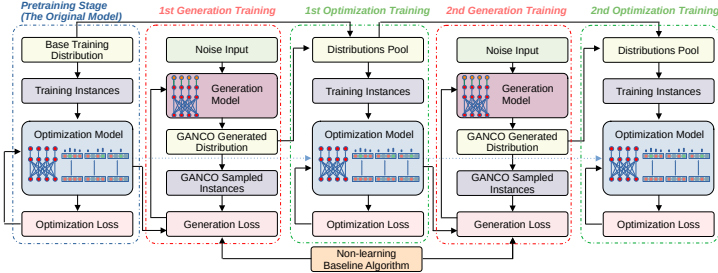 Pretraining Stage
(The Original Model)
1st Generation Training
1st Optimization Training
2nd Generation Training
2nd Optimization Training
Base Training
Distribution
Training Instances
Optimization Model
Optimization Loss
Noise Input
Generation
Model
GANCO Generated
Distribution
GANCO Sampled
Instances
Generation Loss
Distributions Pool
Training Instances
Optimization Model
Optimization Loss
Noise Input
Generation
Model
GANCO Generated
Distribution
GANCO Sampled
Instances
Generation Loss
Distributions Pool
Training Instances
Optimization Model
Optimization Loss
Non-learning
Baseline Algorithm